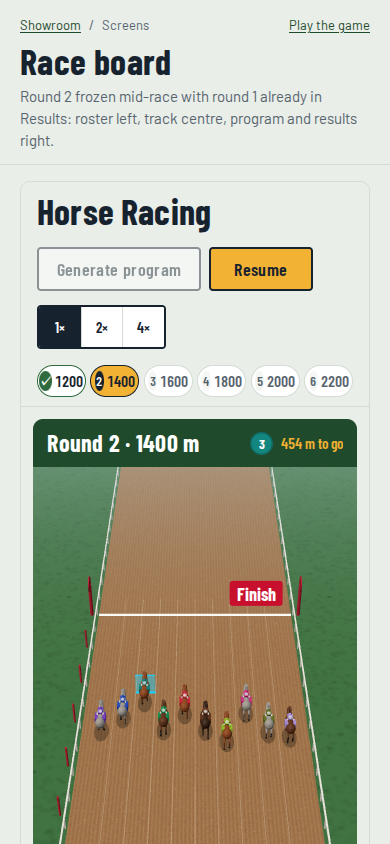 Showroom / Screens Play the game
Race board
Round 2 frozen mid-race with round 1 already in
Results: roster left, track centre, program and results
right.
Horse Racing
Generate program Resume
1× 2× 4×
✓ 1200 2 1400 3 1600 4 1800 5 2000 6 2200
Round 2 · 1400 m 3 454 m to go
Finish